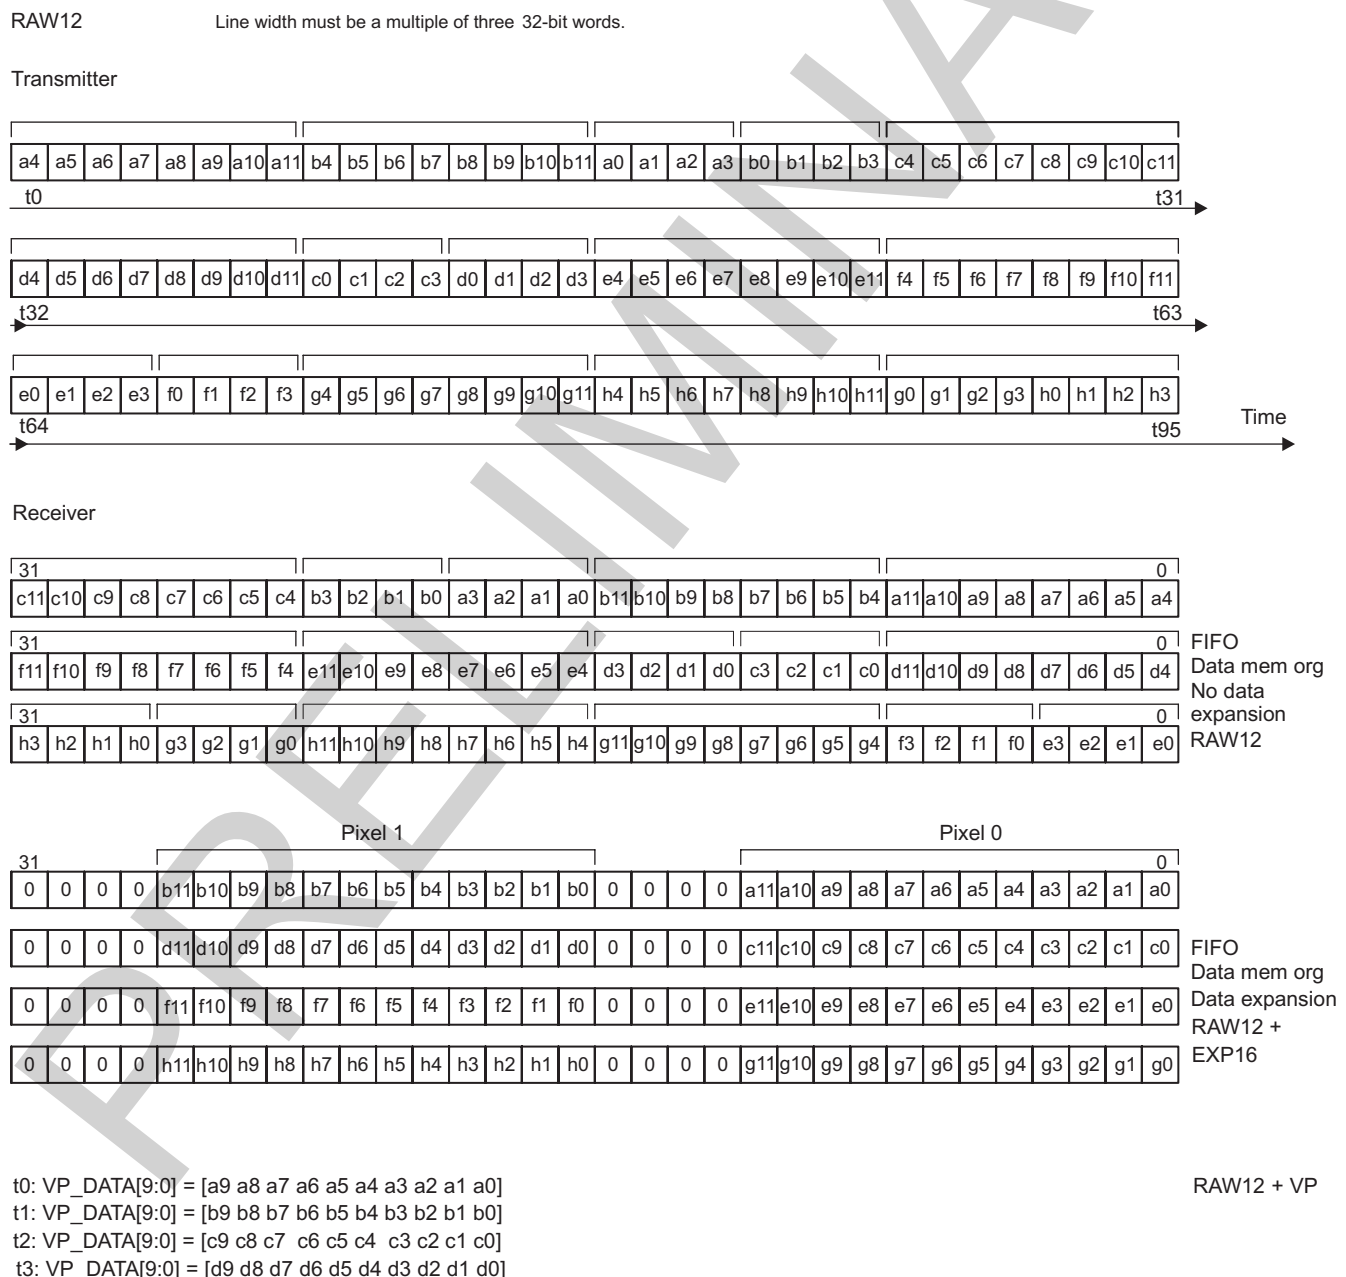 RAW12 Line width must be a multiple of three 32-bit words.
Transmitter
a4 a5 a6 a7 a8 a9 a10 a11 b4 b5 b6 b7 b8 b9 b10 b11 a0 a1 a2 a3 b0 b1 b2 b3 c4 c5 c6 c7 c8 c9 c10 c11
t0 t31
d4 d5 d6 d7 d8 d9 d10 d11 c0 c1 c2 c3 d0 d1 d2 d3 e4 e5 e6 e7 e8 e9 e10 e11 f4 f5 f6 f7 f8 f9 f10 f11
t32 t63
e0 e1 e2 e3 f0 f1 f2 f3 g4 g5 g6 g7 g8 g9 g10 g11 h4 h5 h6 h7 h8 h9 h10 h11 g0 g1 g2 g3 h0 h1 h2 h3
t64 t95 Time
Receiver
31 0
c11 c10 c9 c8 c7 c6 c5 c4 b3 b2 b1 b0 a3 a2 a1 a0 b11 b10 b9 b8 b7 b6 b5 b4 a11 a10 a9 a8 a7 a6 a5 a4
31 0
f11 f10 f9 f8 f7 f6 f5 f4 e11 e10 e9 e8 e7 e6 e5 e4 d3 d2 d1 d0 c3 c2 c1 c0 d11 d10 d9 d8 d7 d6 d5 d4
31 0
h3 h2 h1 h0 g3 g2 g1 g0 h11 h10 h9 h8 h7 h6 h5 h4 g11 g10 g9 g8 g7 g6 g5 g4 f3 f2 f1 f0 e3 e2 e1 e0
FIFO
Data mem org
No data
expansion
RAW12
Pixel 1 Pixel 0
31 0
0 0 0 0 b11 b10 b9 b8 b7 b6 b5 b4 b3 b2 b1 b0 0 0 0 0 a11 a10 a9 a8 a7 a6 a5 a4 a3 a2 a1 a0
0 0 0 0 d11 d10 d9 d8 d7 d6 d5 d4 d3 d2 d1 d0 0 0 0 0 c11 c10 c9 c8 c7 c6 c5 c4 c3 c2 c1 c0
0 0 0 0 f11 f10 f9 f8 f7 f6 f5 f4 f3 f2 f1 f0 0 0 0 0 e11 e10 e9 e8 e7 e6 e5 e4 e3 e2 e1 e0
0 0 0 0 h11 h10 h9 h8 h7 h6 h5 h4 h3 h2 h1 h0 0 0 0 0 g11 g10 g9 g8 g7 g6 g5 g4 g3 g2 g1 g0
FIFO
Data mem org
Data expansion
RAW12 +
EXP16
t0: VP_DATA[9:0] = [a9 a8 a7 a6 a5 a4 a3 a2 a1 a0] RAW12 + VP
t1: VP_DATA[9:0] = [b9 b8 b7 b6 b5 b4 b3 b2 b1 b0]
t2: VP_DATA[9:0] = [c9 c8 c7 c6 c5 c4 c3 c2 c1 c0]
t3: VP_DATA[9:0] = [d9 d8 d7 d6 d5 d4 d3 d2 d1 d0]
PRELIMINA